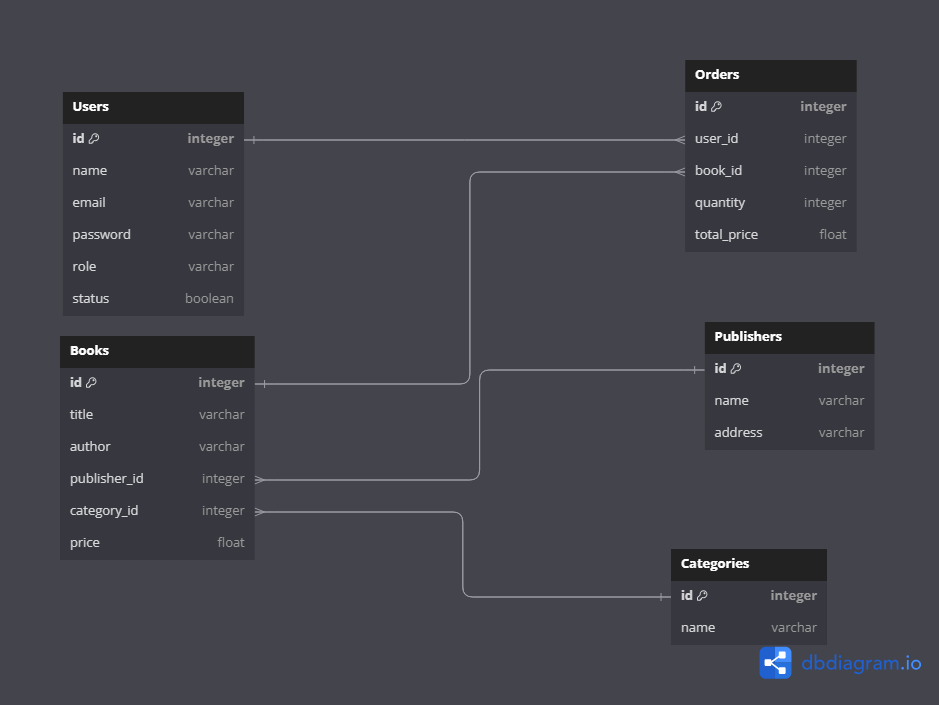 Users
id integer
name varchar
email varchar
password varchar
role varchar
status boolean
Books
id integer
title varchar
author varchar
publisher_id integer
category_id integer
price float
Orders
id integer
user_id integer
book_id integer
quantity integer
total_price float
Publishers
id integer
name varchar
address varchar
Categories
id integer
name varchar
dbdiagram.io